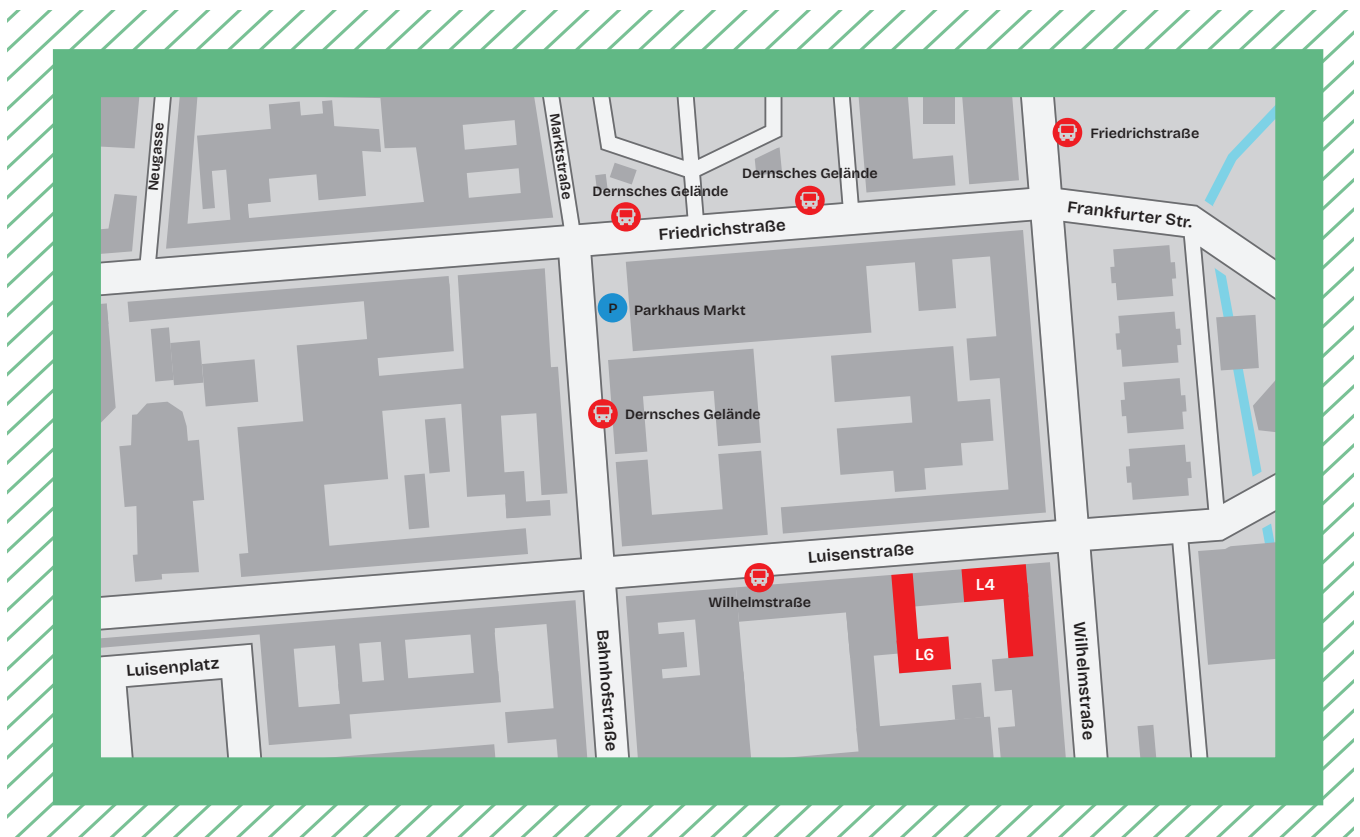 Neugasse
Marktstraße
Friedrichstraße
Dernsches Gelände
Dernsches Gelände
Frankfurter Str.
Friedrichstraße
P
Parkhaus Markt
Dernsches Gelände
Luisenstraße
Wilhelmstraße
L4
L6
Luisenplatz
Bahnhofstraße
Wilhelmstraße